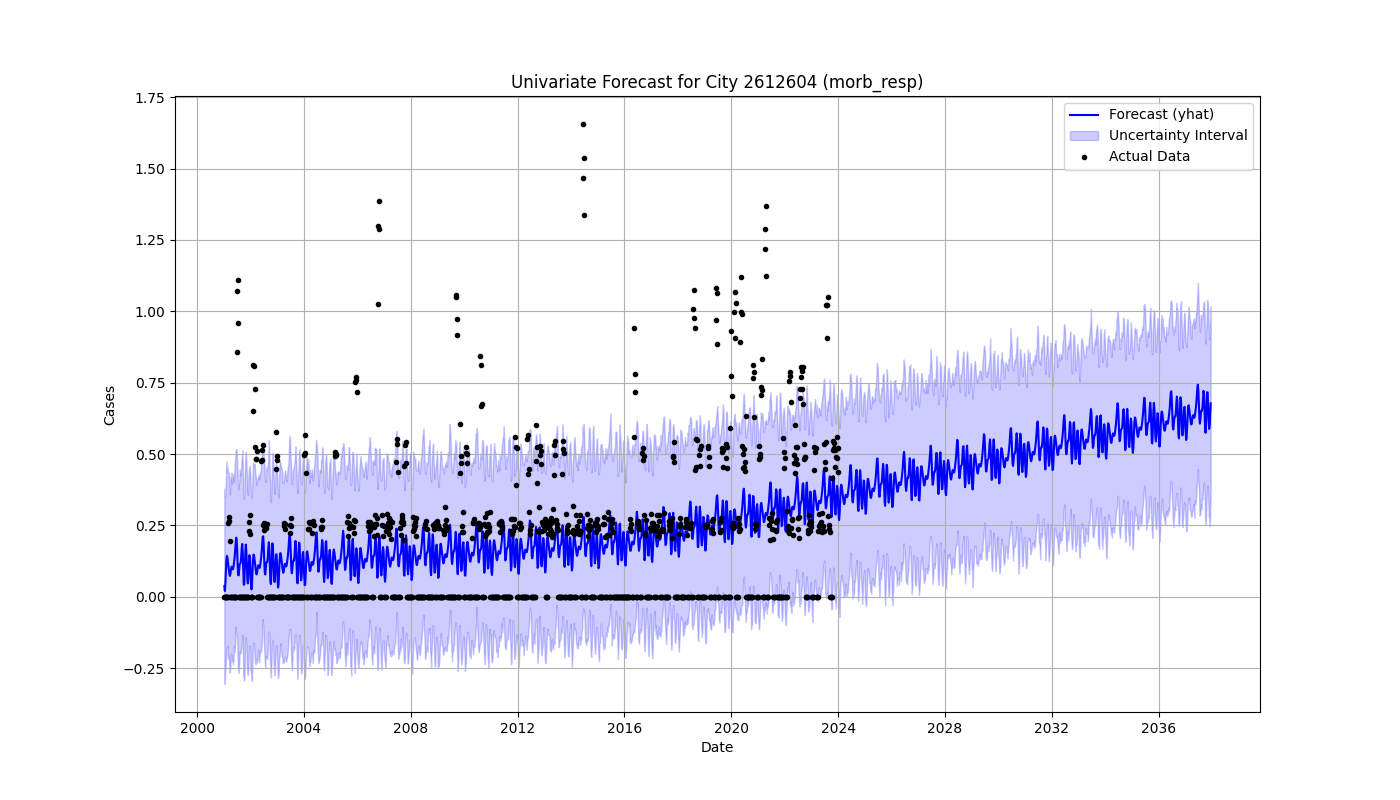 Univariate Forecast for City 2612604 (morb_resp)
Forecast (yhat)
Uncertainty Interval
Actual Data
Cases
1.75
1.50
1.25
1.00
0.75
0.50
0.25
0.00
−0.25
2000 2004 2008 2012 2016 2020 2024 2028 2032 2036
Date